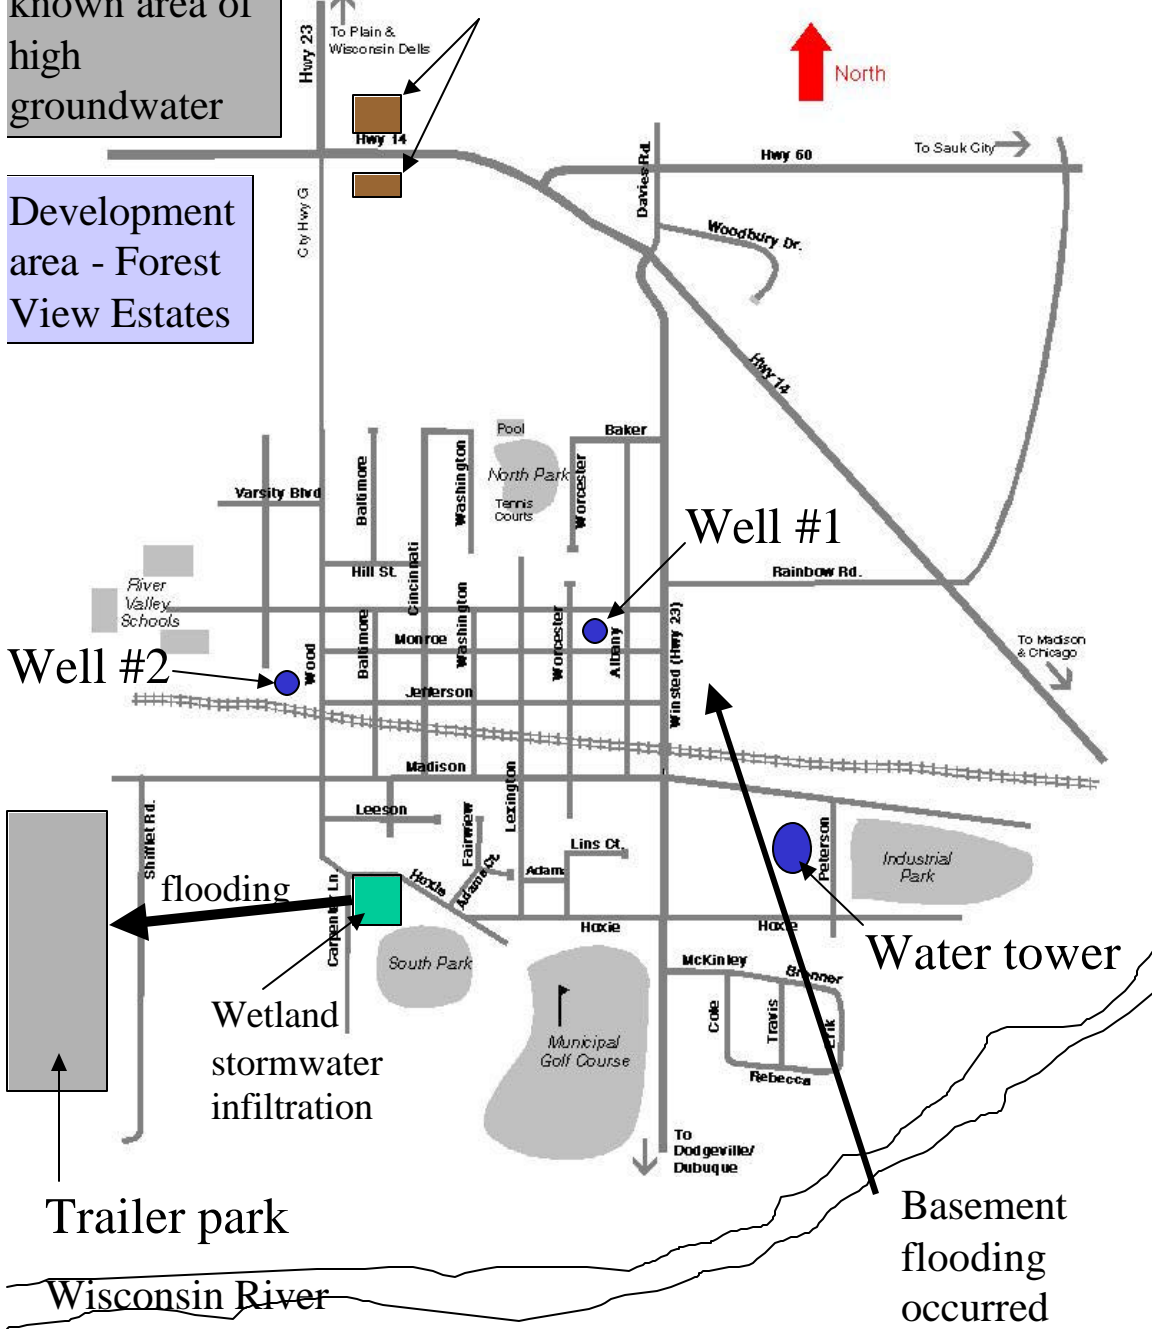 known area of
high
groundwater
Hwy 23
To Plain &
Wisconsin Dells
North
Hwy 14
Hwy 60
To Sauk City
Davies Rd.
Woodbury Dr.
City Hwy G
Development
area - Forest
View Estates
Hwy 14
Pool
Baker
North Park
Tennis
Courts
Varsity Blvd
Baltimore
Washington
Worcester
Well #1
Hill St.
Cincinnati
Rainbow Rd.
River
Valley
Schools
Monroe
Wood
Baltimore
Washington
Worcester
Albany
Winsted (Hwy 23)
To Madison
& Chicago
Well #2
Jefferson
Madison
Leeson
Lexington
Fairview
Shifflet Rd.
Lins Ct.
Adams Ct.
Adam
Peterson
Industrial
Park
flooding
Carpenter Ln.
Hoxie
Hoxie
Hoxie
South Park
McKinley
Brenner
Water tower
Cole
Travis
Erik
Rebecca
Wetland
stormwater
infiltration
Municipal
Golf Course
To
Dodgeville/
Dubuque
Trailer park
Basement
flooding
occurred
Wisconsin River